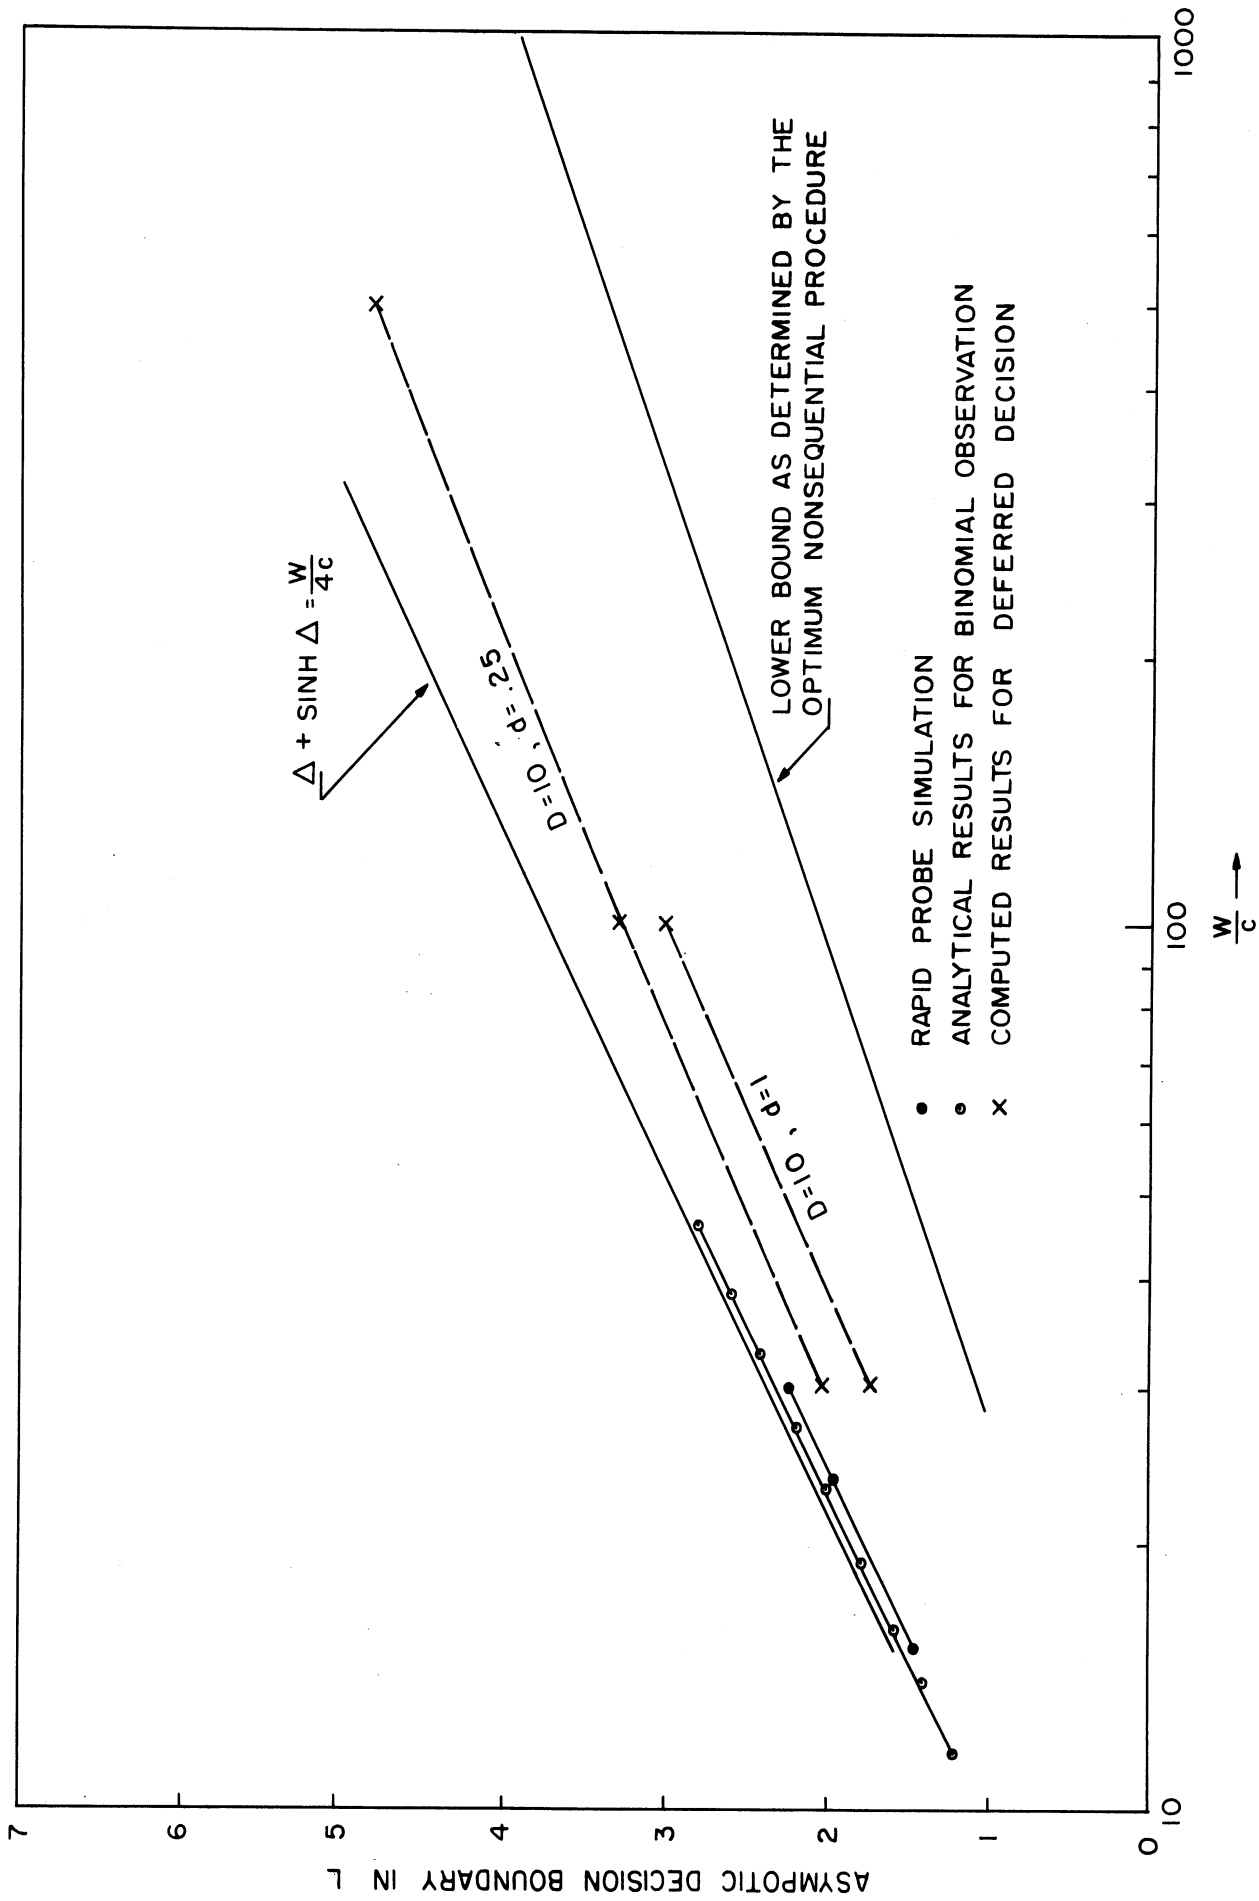 ASYMPOTIC DECISION BOUNDARY IN L
7
6
5
4
3
2
1
0
Δ + SINH Δ = W/4c
D=10, d=.25
D=10, d=1
LOWER BOUND AS DETERMINED BY THE
OPTIMUM NONSEQUENTIAL PROCEDURE
RAPID PROBE SIMULATION
ANALYTICAL RESULTS FOR BINOMIAL OBSERVATION
COMPUTED RESULTS FOR DEFERRED DECISION
10
100
1000
W/c